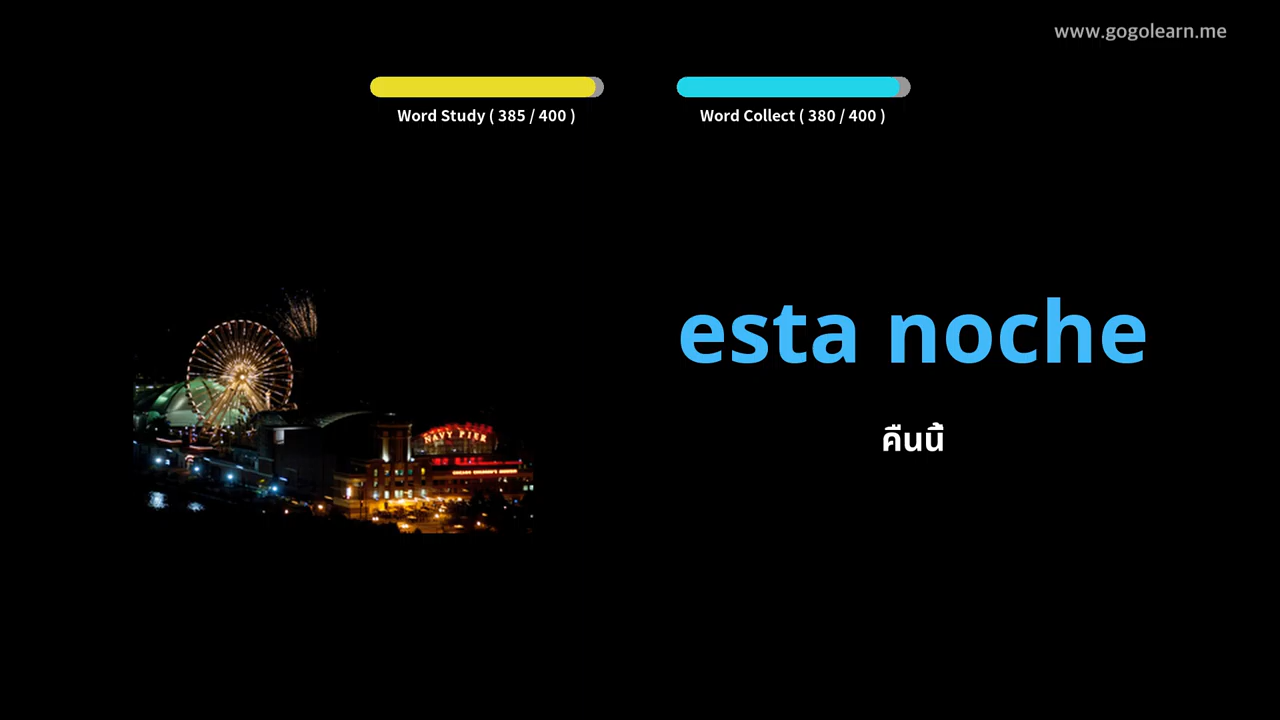 www.gogolearn.me
Word Study ( 385 / 400 )
Word Collect ( 380 / 400 )
esta noche
คืนนี้
NAVY PIER